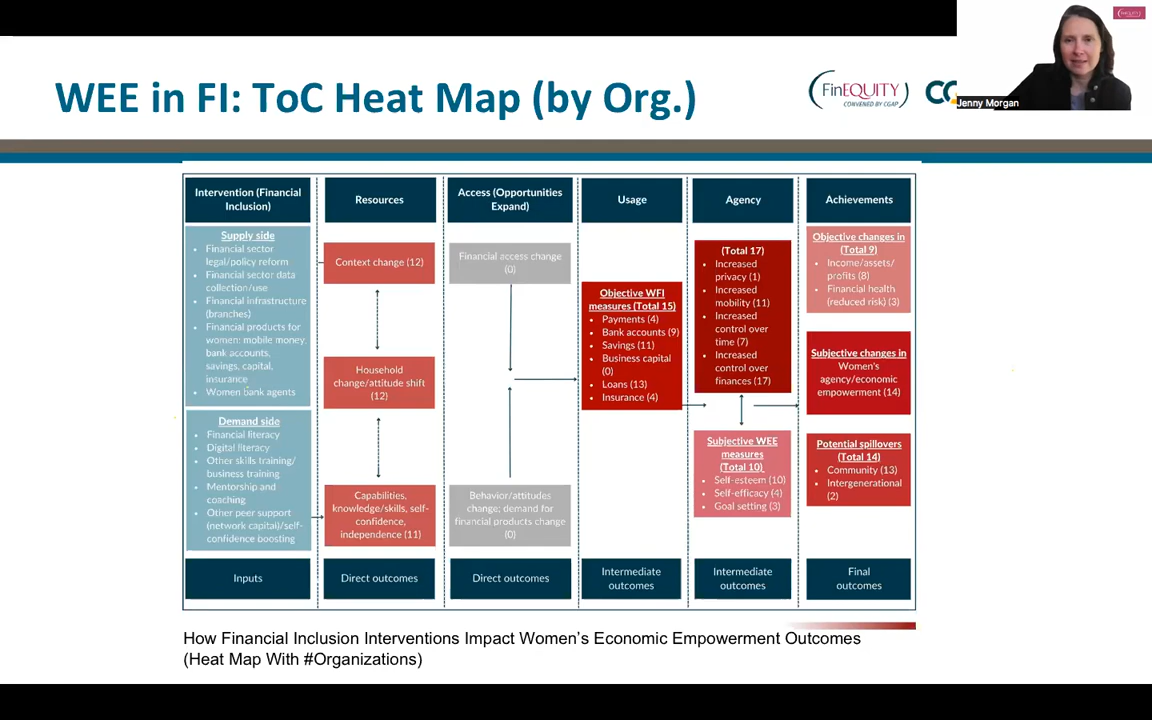 WEE in FI: ToC Heat Map (by Org.)
FinEQUITY
CONVENED BY CGAP
Jenny Morgan
Intervention (Financial
Inclusion)
Supply side
• Financial sector
legal/policy reform
• Financial sector data
collection/use
• Financial infrastructure
(branches)
• Financial products for
women: mobile money,
bank accounts,
savings, capital,
insurance
• Women bank agents
Demand side
• Financial literacy
• Digital literacy
• Other skills training/
business training
• Mentorship and
coaching
• Other peer support
(network capital)/self-
confidence boosting
Inputs
Resources
Context change (12)
Household
change/attitude shift
(12)
Capabilities,
knowledge/skills, self-
confidence,
independence (11)
Direct outcomes
Access (Opportunities
Expand)
Financial access change
(0)
Behavior/attitudes
change; demand for
financial products change
(0)
Direct outcomes
Usage
Objective WFI
measures (Total 15)
• Payments (4)
• Bank accounts (9)
• Savings (11)
• Business capital
(0)
• Loans (13)
• Insurance (4)
Intermediate
outcomes
Agency
(Total 17)
• Increased
privacy (1)
• Increased
mobility (11)
• Increased
control over
time (7)
• Increased
control over
finances (17)
Subjective WEE
measures
(Total 10)
• Self-esteem (10)
• Self-efficacy (4)
• Goal setting (3)
Intermediate
outcomes
Achievements
Objective changes in
(Total 9)
• Income/assets/
profits (8)
• Financial health
(reduced risk) (3)
Subjective changes in
Women's
agency/economic
empowerment (14)
Potential spillovers
(Total 14)
• Community (13)
• Intergenerational
(2)
Final
outcomes
How Financial Inclusion Interventions Impact Women’s Economic Empowerment Outcomes
(Heat Map With #Organizations)